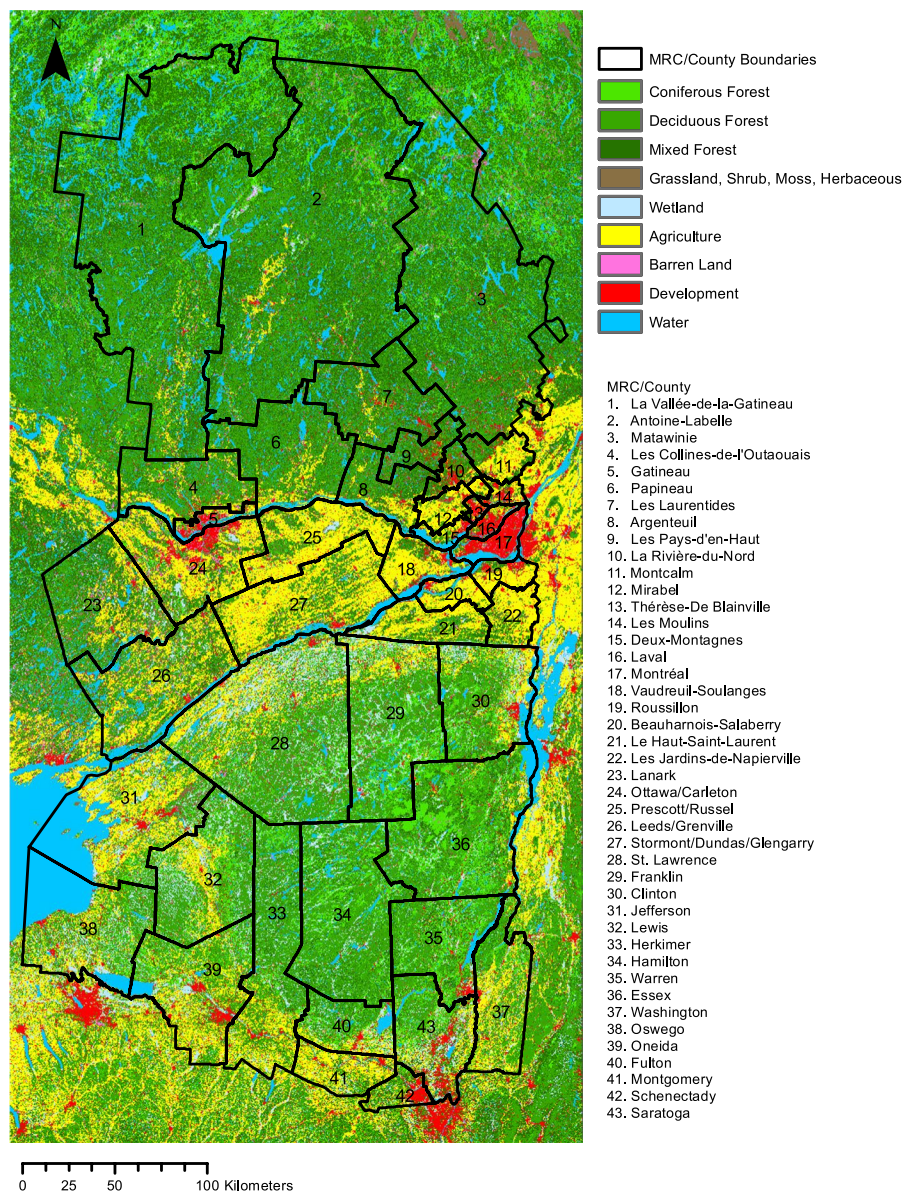 N
MRC/County Boundaries
Coniferous Forest
Deciduous Forest
Mixed Forest
Grassland, Shrub, Moss, Herbaceous
Wetland
Agriculture
Barren Land
Development
Water
MRC/County
1. La Vallée-de-la-Gatineau
2. Antoine-Labelle
3. Matawinie
4. Les Collines-de-l'Outaouais
5. Gatineau
6. Papineau
7. Les Laurentides
8. Argenteuil
9. Les Pays-d'en-Haut
10. La Rivière-du-Nord
11. Montcalm
12. Mirabel
13. Thérèse-De Blainville
14. Les Moulins
15. Deux-Montagnes
16. Laval
17. Montréal
18. Vaudreuil-Soulanges
19. Roussillon
20. Beauharnois-Salaberry
21. Le Haut-Saint-Laurent
22. Les Jardins-de-Napierville
23. Lanark
24. Ottawa/Carleton
25. Prescott/Russel
26. Leeds/Grenville
27. Stormont/Dundas/Glengarry
28. St. Lawrence
29. Franklin
30. Clinton
31. Jefferson
32. Lewis
33. Herkimer
34. Hamilton
35. Warren
36. Essex
37. Washington
38. Oswego
39. Oneida
40. Fulton
41. Montgomery
42. Schenectady
43. Saratoga
2
1
3
7
6
9
10
11
4
8
14
5
12
13
16
15
17
25
24
18
19
20
23
27
22
21
26
30
29
28
31
36
32
33
34
35
38
39
37
40
43
41
42
0 25 50 100 Kilometers